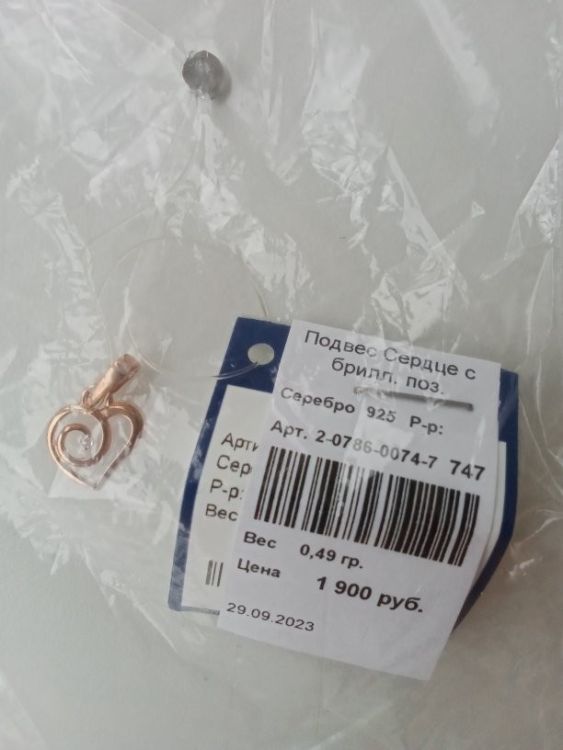 Подвес Сердце с
брилл. поз.
Серебро 925 Р-р:
Арт. 2-0786-0074-7 747
Вес 0,49 гр.
Цена 1 900 руб.
29.09.2023
Р-р:
Вес